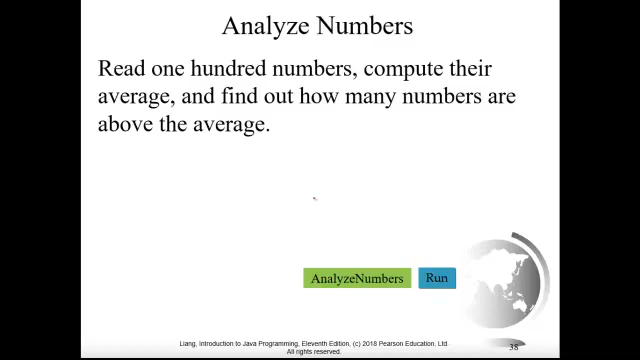 Analyze Numbers
Read one hundred numbers, compute their
average, and find out how many numbers are
above the average.
AnalyzeNumbers
Run
Liang, Introduction to Java Programming, Eleventh Edition, (c) 2018 Pearson Education, Ltd.
All rights reserved.
38